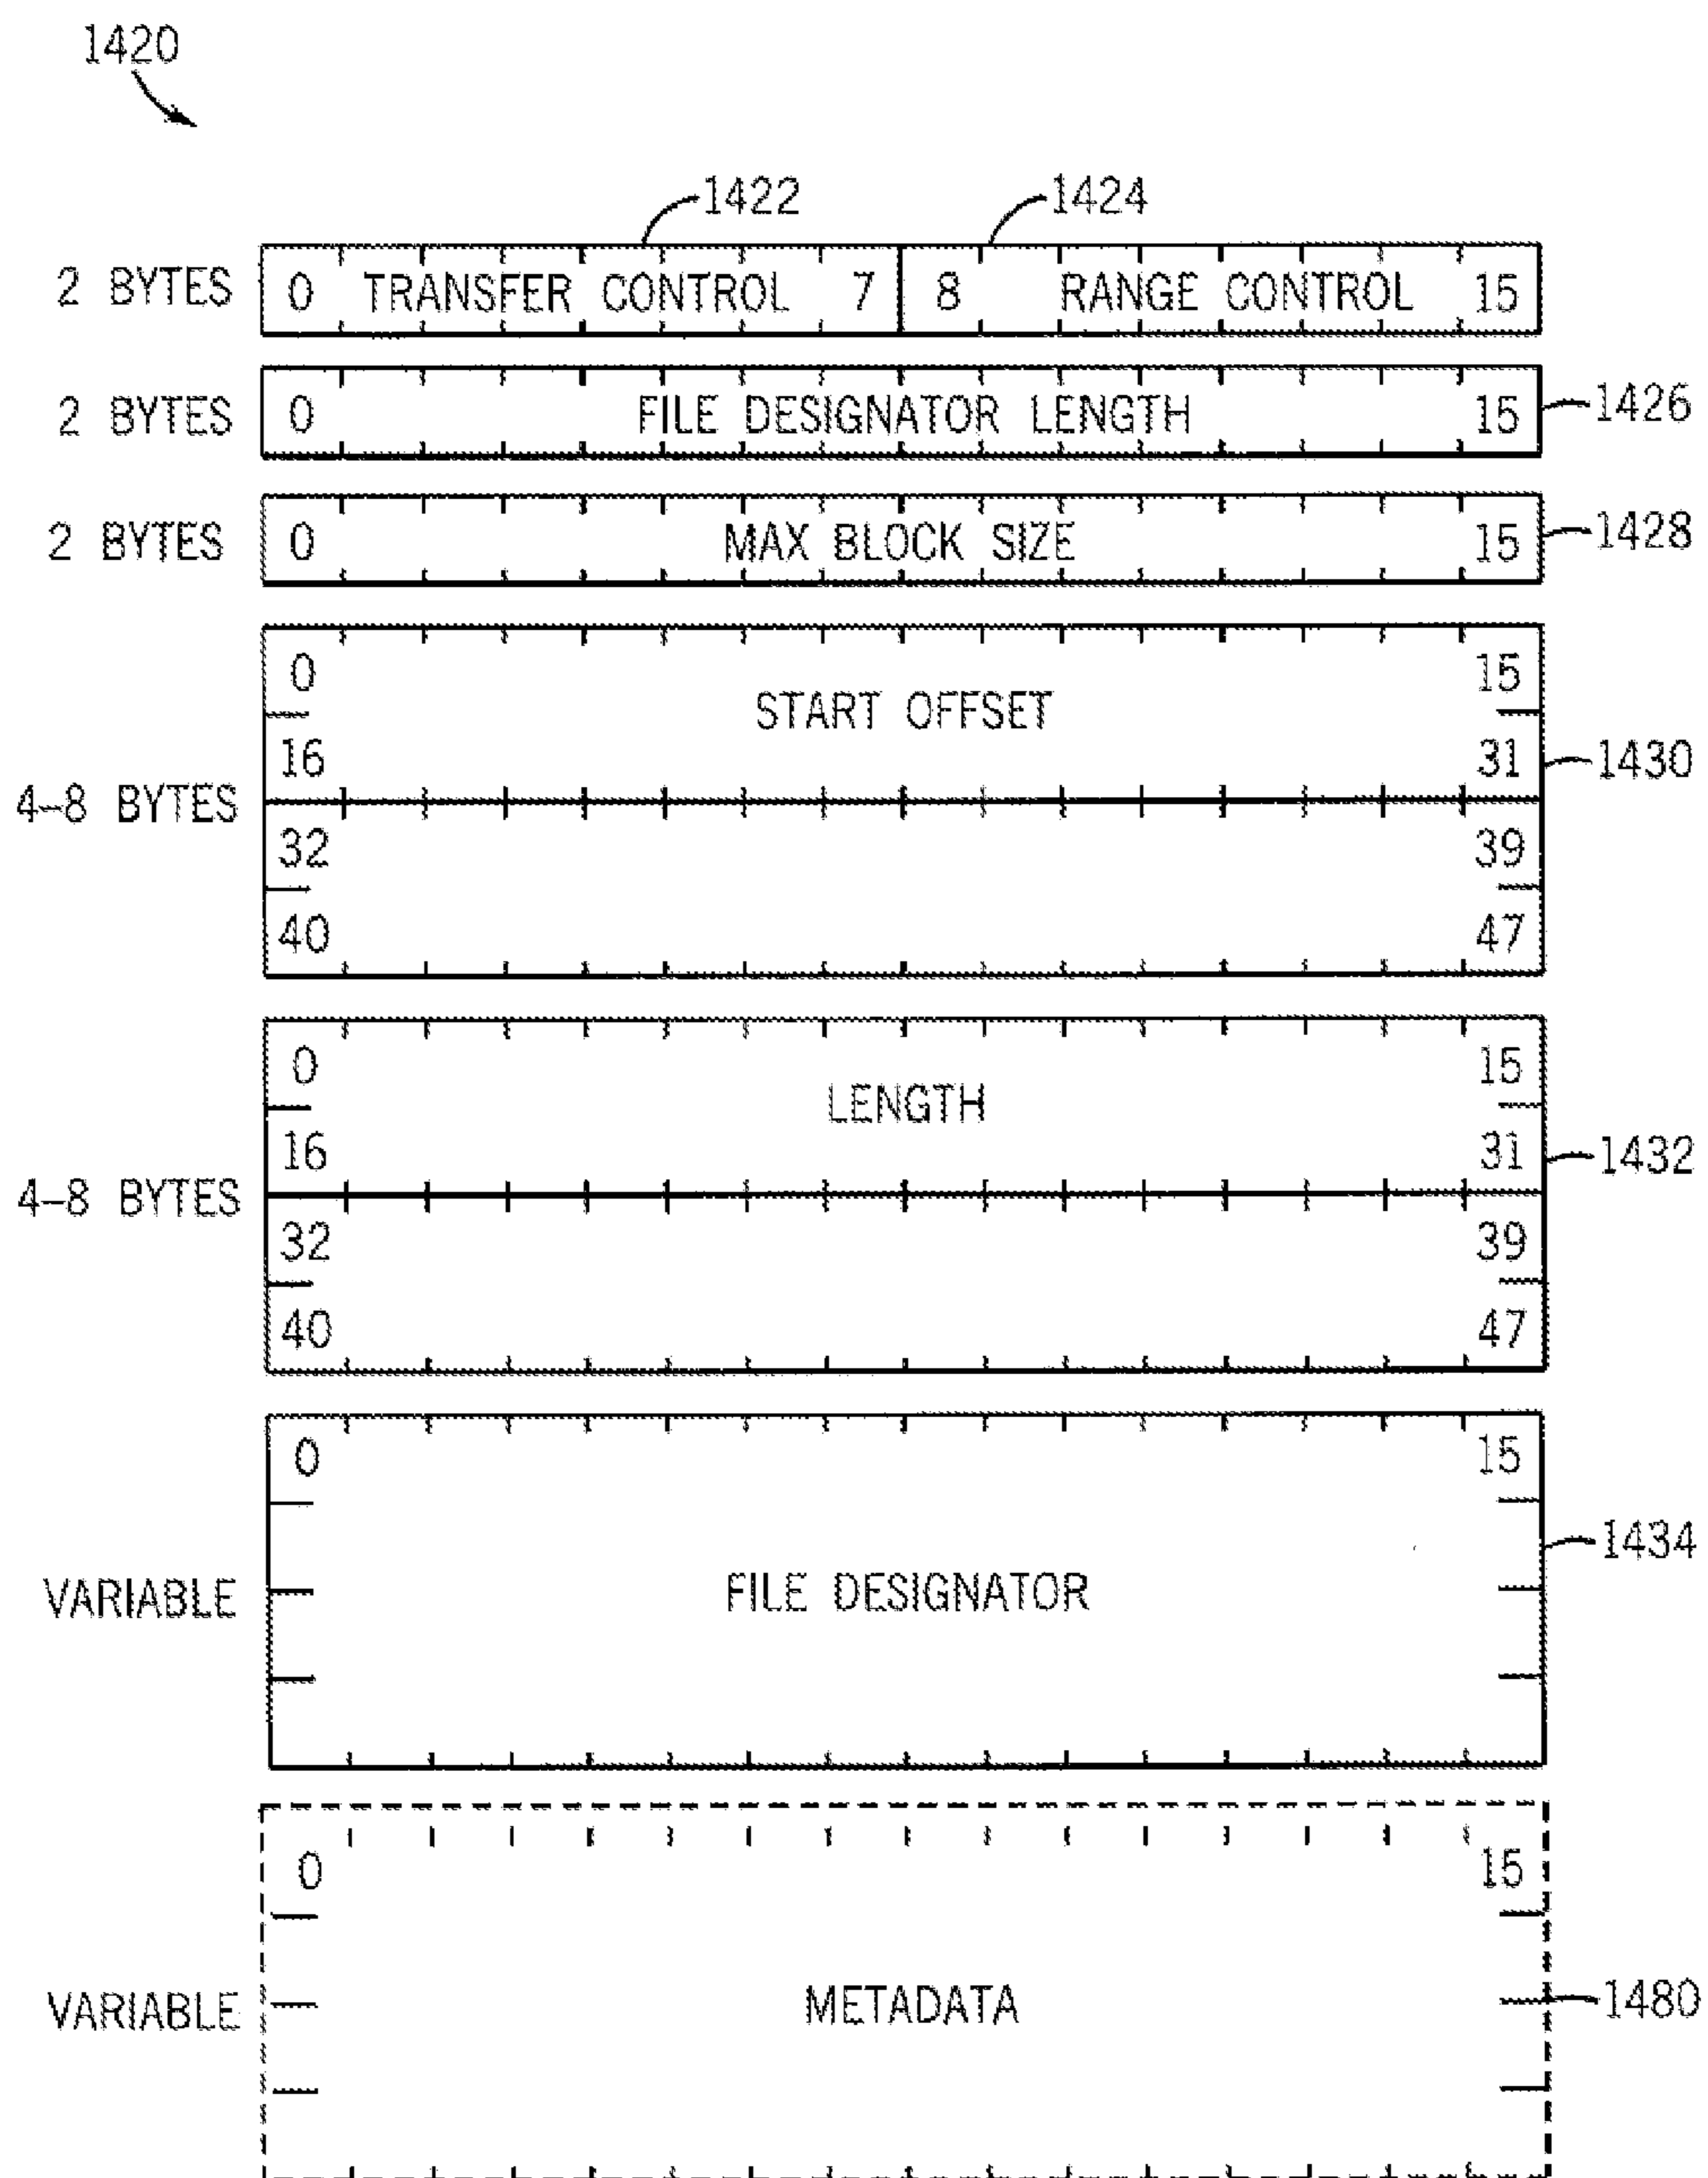 1420
1422 1424
2 BYTES 0 TRANSFER CONTROL 7 8 RANGE CONTROL 15
2 BYTES 0 FILE DESIGNATOR LENGTH 15 1426
2 BYTES 0 MAX BLOCK SIZE 15 1428
0 15
START OFFSET
16 31 1430
4-8 BYTES
32 39
40 47
0 15
LENGTH
16 31 1432
4-8 BYTES
32 39
40 47
0 15
1434
VARIABLE FILE DESIGNATOR
0 15
VARIABLE METADATA 1480